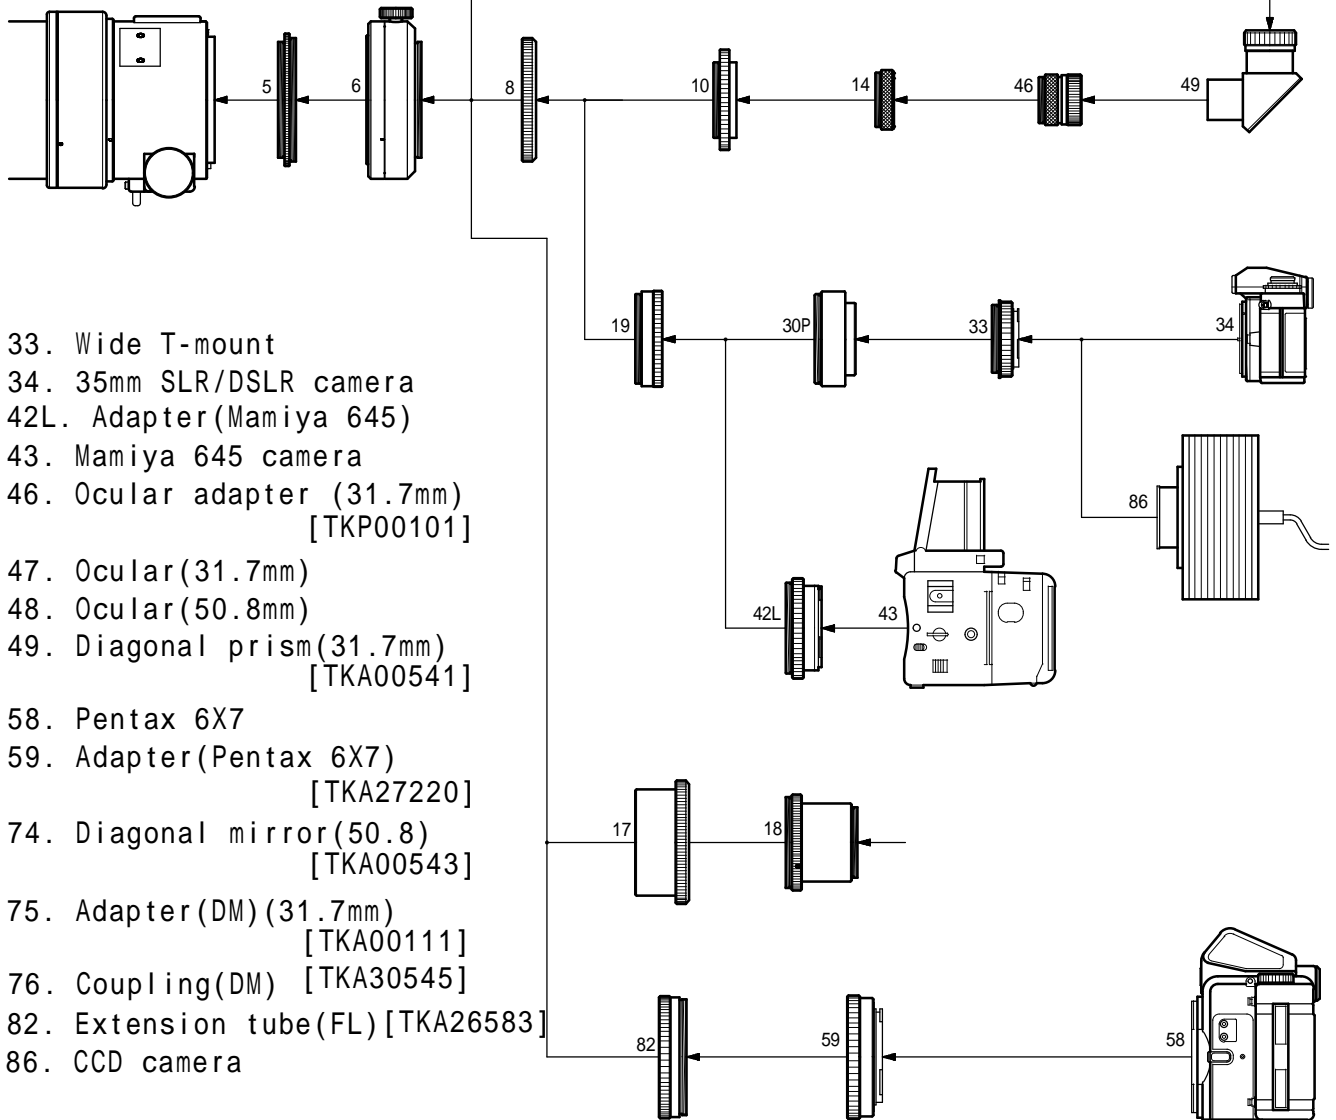 5
6
8
10
14
46
49
19
30P
33
34
86
42L
43
17
18
82
59
58
33. Wide T-mount
34. 35mm SLR/DSLR camera
42L. Adapter(Mamiya 645)
43. Mamiya 645 camera
46. Ocular adapter (31.7mm)
[TKP00101]
47. Ocular(31.7mm)
48. Ocular(50.8mm)
49. Diagonal prism(31.7mm)
[TKA00541]
58. Pentax 6X7
59. Adapter(Pentax 6X7)
[TKA27220]
74. Diagonal mirror(50.8)
[TKA00543]
75. Adapter(DM)(31.7mm)
[TKA00111]
76. Coupling(DM) [TKA30545]
82. Extension tube(FL)[TKA26583]
86. CCD camera